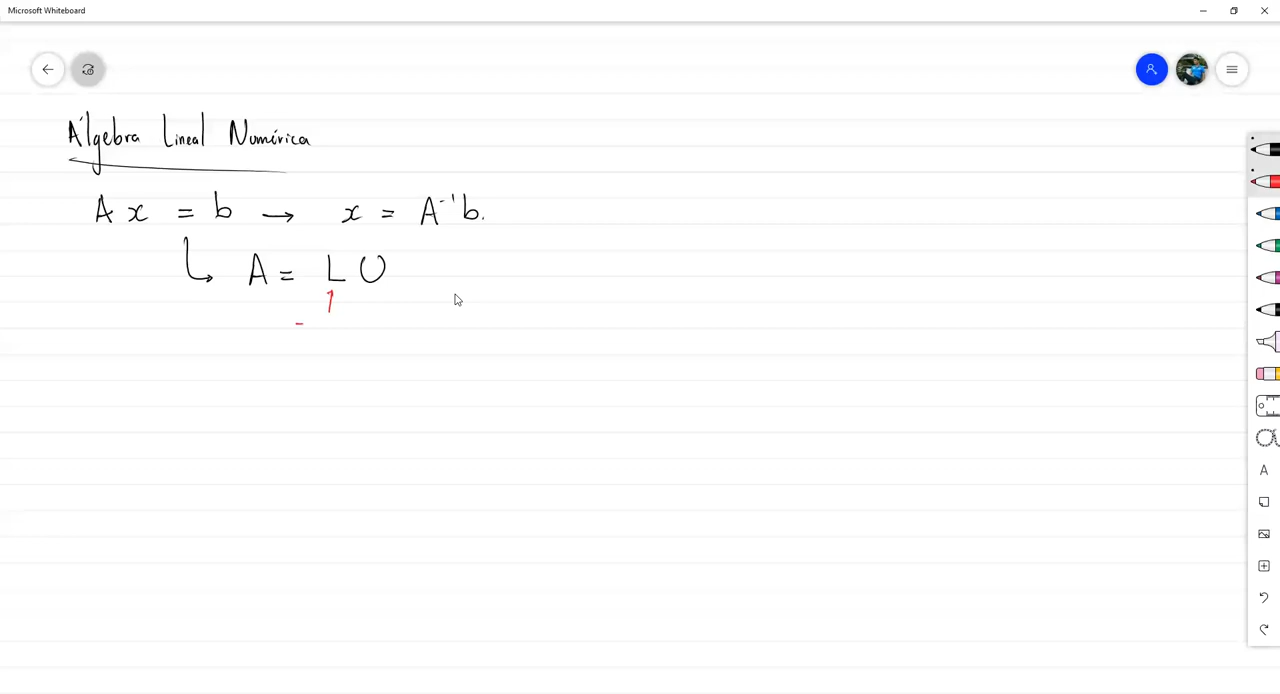 Microsoft Whiteboard
Álgebra Lineal Numérica
A x = b → x = A⁻¹b.
↳ A = L U